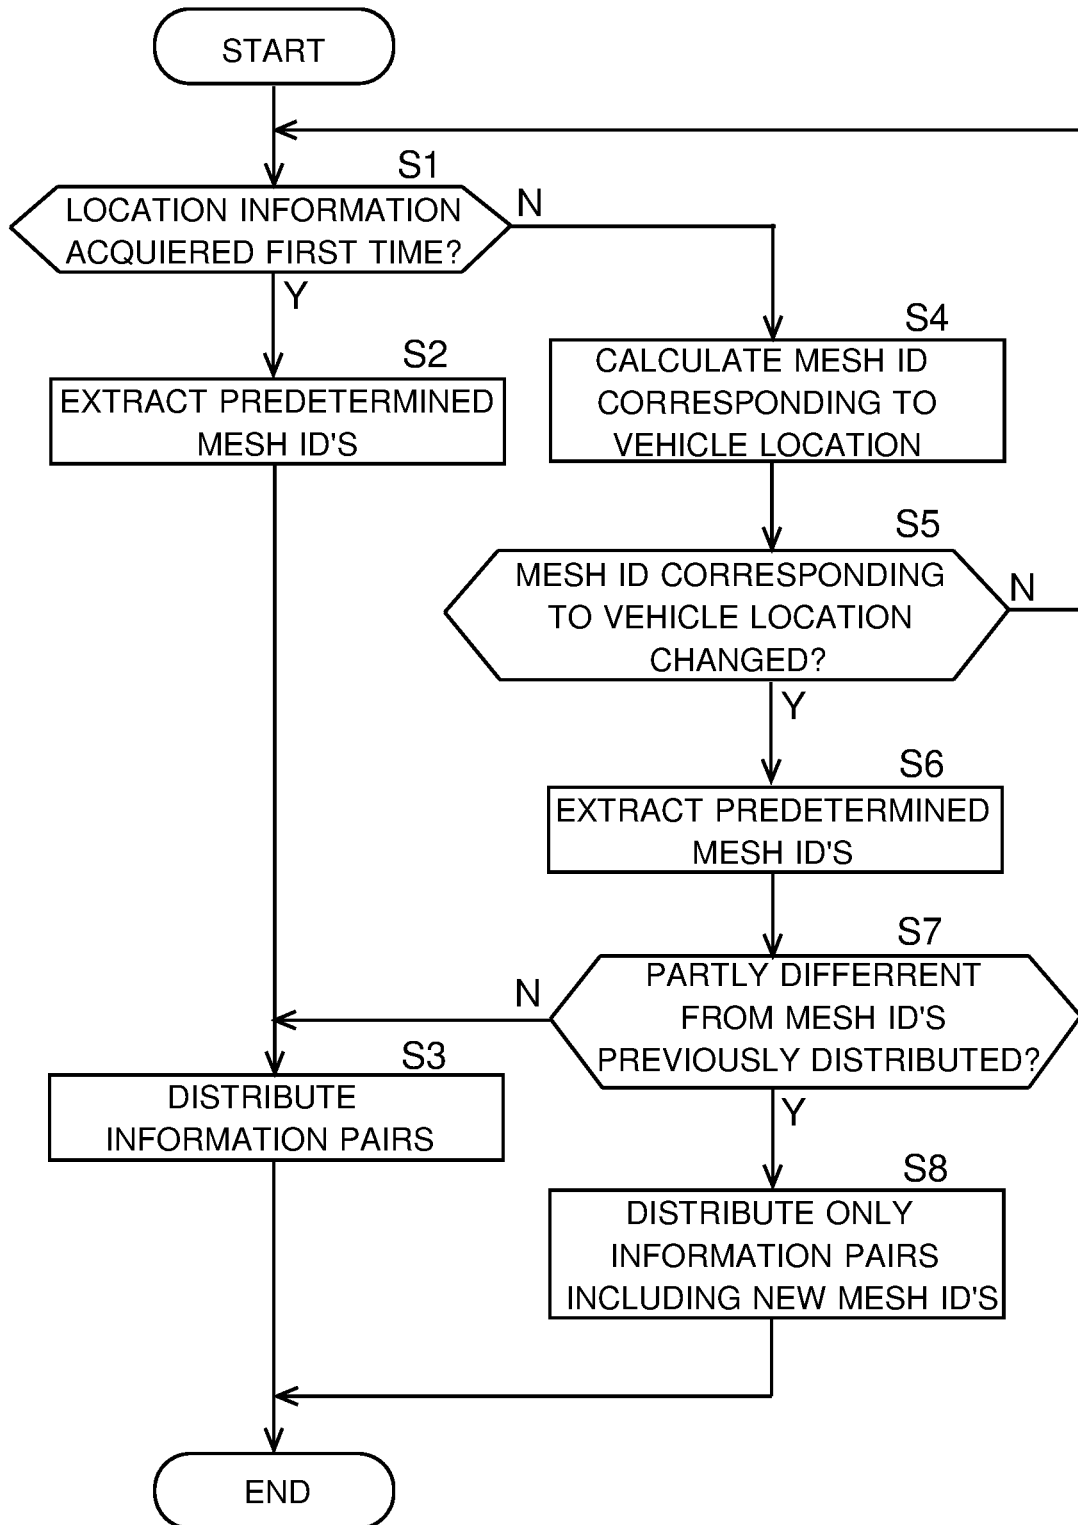 START
S1
LOCATION INFORMATION
ACQUIERED FIRST TIME?
N
Y
S2
EXTRACT PREDETERMINED
MESH ID'S
S4
CALCULATE MESH ID
CORRESPONDING TO
VEHICLE LOCATION
S5
MESH ID CORRESPONDING
TO VEHICLE LOCATION
CHANGED?
N
Y
S6
EXTRACT PREDETERMINED
MESH ID'S
S7
PARTLY DIFFERRENT
FROM MESH ID'S
PREVIOUSLY DISTRIBUTED?
N
Y
S3
DISTRIBUTE
INFORMATION PAIRS
S8
DISTRIBUTE ONLY
INFORMATION PAIRS
INCLUDING NEW MESH ID'S
END